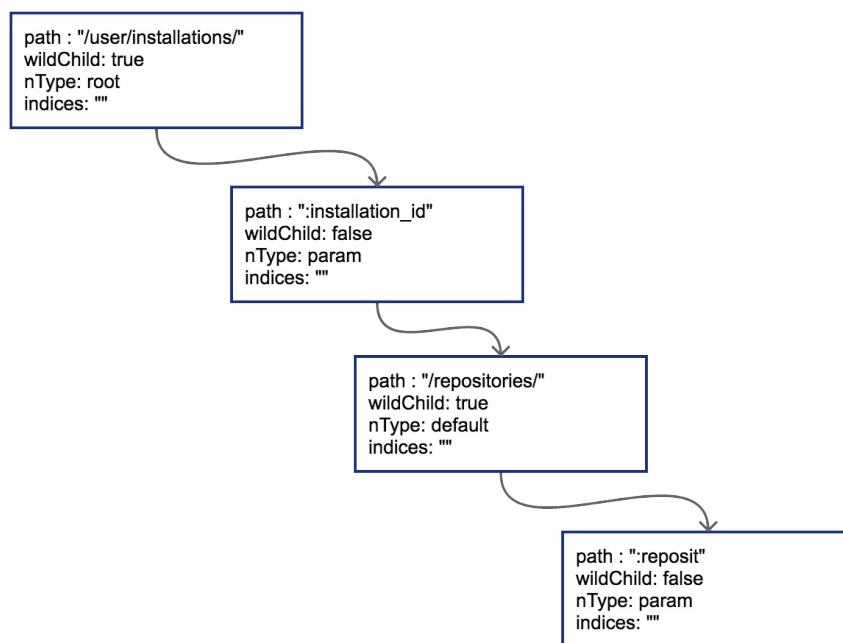 path : "/user/installations/"
wildChild: true
nType: root
indices: ""
path : ":installation_id"
wildChild: false
nType: param
indices: ""
path : "/repositories/"
wildChild: true
nType: default
indices: ""
path : ":reposit"
wildChild: false
nType: param
indices: ""